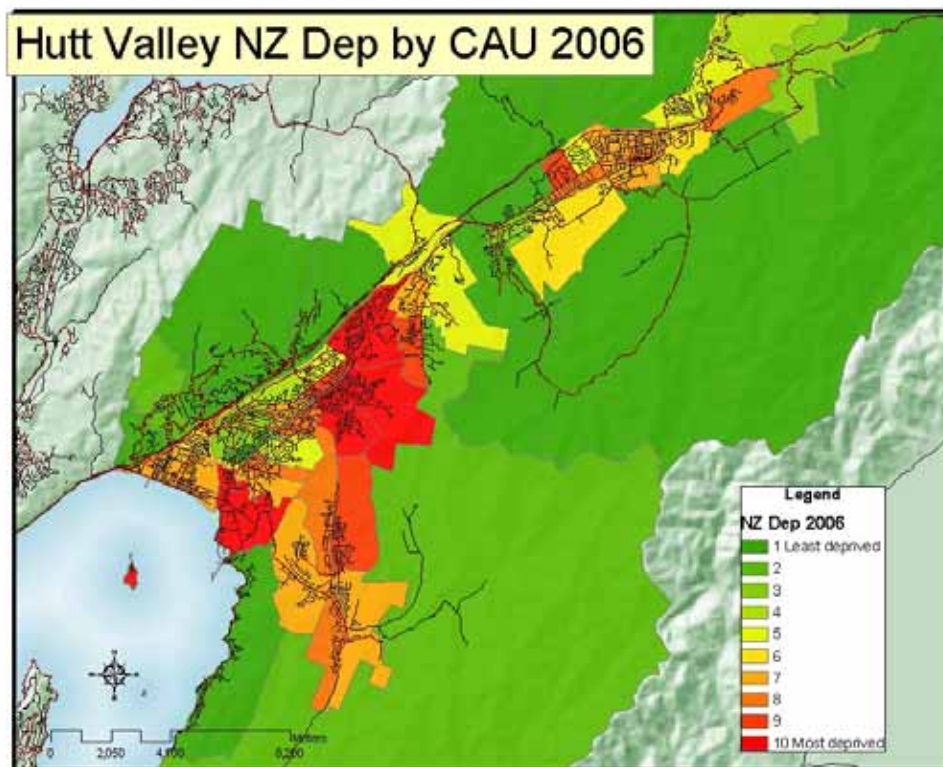 Hutt Valley NZ Dep by CAU 2006
Legend
NZ Dep 2006
1 Least deprived
2
3
4
5
6
7
8
9
10 Most deprived
Meters
0 2,050 4,100 8,200